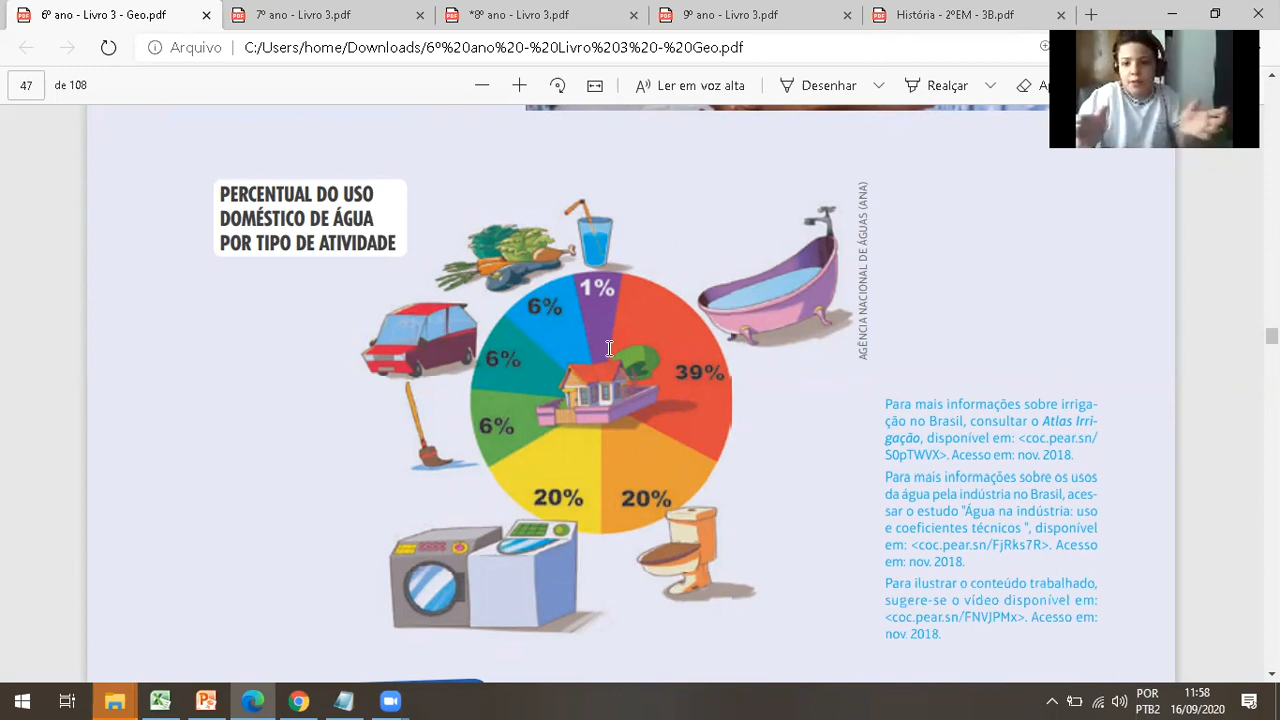 6º ano - Livro 3 - Geo.pdf
7º ano - Livro 3.pdf
*8º ano - Livro 3.pdf
9º ano - Livro 3.pdf
História - 2ºEM - 3B.pdf
Arquivo
C:/Users/home/Downloads/6º%20ano%20-%20Livro%203%20-%20Geo.pdf
47 de 108
Ler em voz alta
Desenhar
Realçar
PERCENTUAL DO USO
DOMÉSTICO DE ÁGUA
POR TIPO DE ATIVIDADE
AGÊNCIA NACIONAL DE ÁGUAS (ANA)
1%
6%
6%
39%
6%
20%
20%
Para mais informações sobre irriga-
ção no Brasil, consultar o Atlas Irri-
gação, disponível em: <coc.pear.sn/
S0pTWVX>. Acesso em: nov. 2018.
Para mais informações sobre os usos
da água pela indústria no Brasil, aces-
sar o estudo "Água na indústria: uso
e coeficientes técnicos ", disponível
em: <coc.pear.sn/FjRks7R>. Acesso
em: nov. 2018.
Para ilustrar o conteúdo trabalhado,
sugere-se o vídeo disponível em:
<coc.pear.sn/FNVJPMx>. Acesso em:
nov. 2018.
POR
PTB2
11:58
16/09/2020